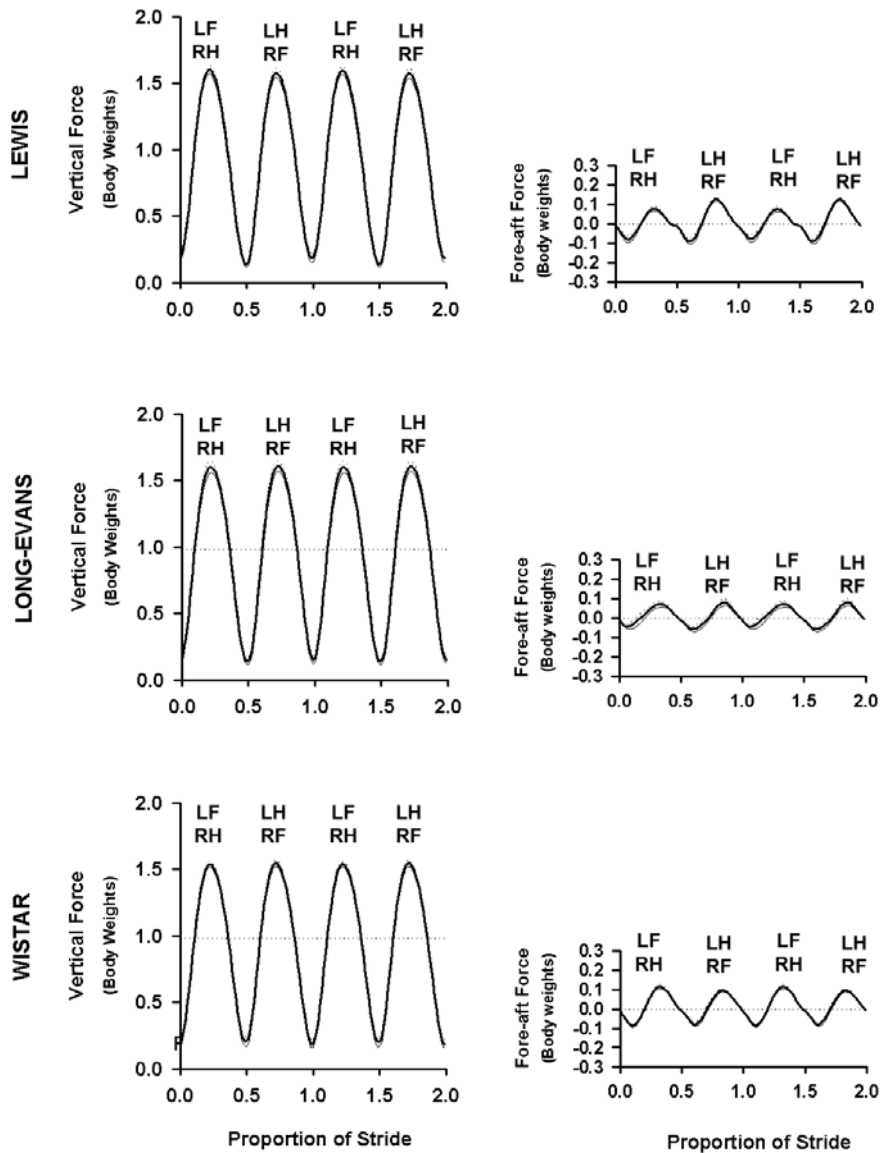 LEWIS
Vertical Force
(Body Weights)
2.0
1.5
1.0
0.5
0.0
LF LH LF LH
RH RF RH RF
0.0 0.5 1.0 1.5 2.0
Fore-aft Force
(Body weights)
0.3
0.2
0.1
0.0
-0.1
-0.2
-0.3
LF LH LF LH
RH RF RH RF
0.0 0.5 1.0 1.5 2.0
LONG-EVANS
Vertical Force
(Body Weights)
2.0
1.5
1.0
0.5
0.0
LF LH LF LH
RH RF RH RF
0.0 0.5 1.0 1.5 2.0
Fore-aft Force
(Body weights)
0.3
0.2
0.1
0.0
-0.1
-0.2
-0.3
LF LH LF LH
RH RF RH RF
0.0 0.5 1.0 1.5 2.0
WISTAR
Vertical Force
(Body Weights)
2.0
1.5
1.0
0.5
0.0
LF LH LF LH
RH RF RH RF
0.0 0.5 1.0 1.5 2.0
Proportion of Stride
Fore-aft Force
(Body weights)
0.3
0.2
0.1
0.0
-0.1
-0.2
-0.3
LF LH LF LH
RH RF RH RF
0.0 0.5 1.0 1.5 2.0
Proportion of Stride